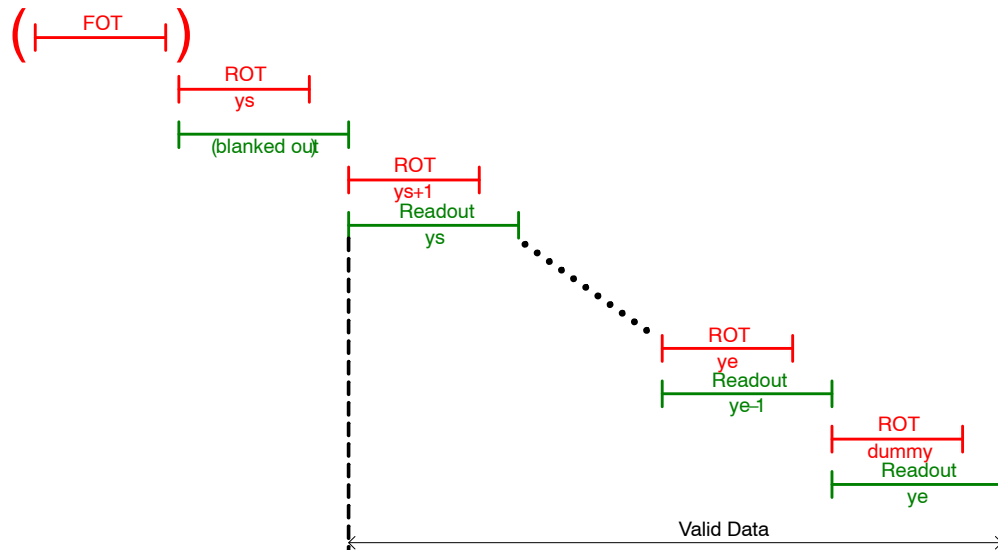 ( FOT )
ROT
ys
(blanked out)
ROT
ys+1
Readout
ys
ROT
ye
Readout
ye–1
ROT
dummy
Readout
ye
Valid Data